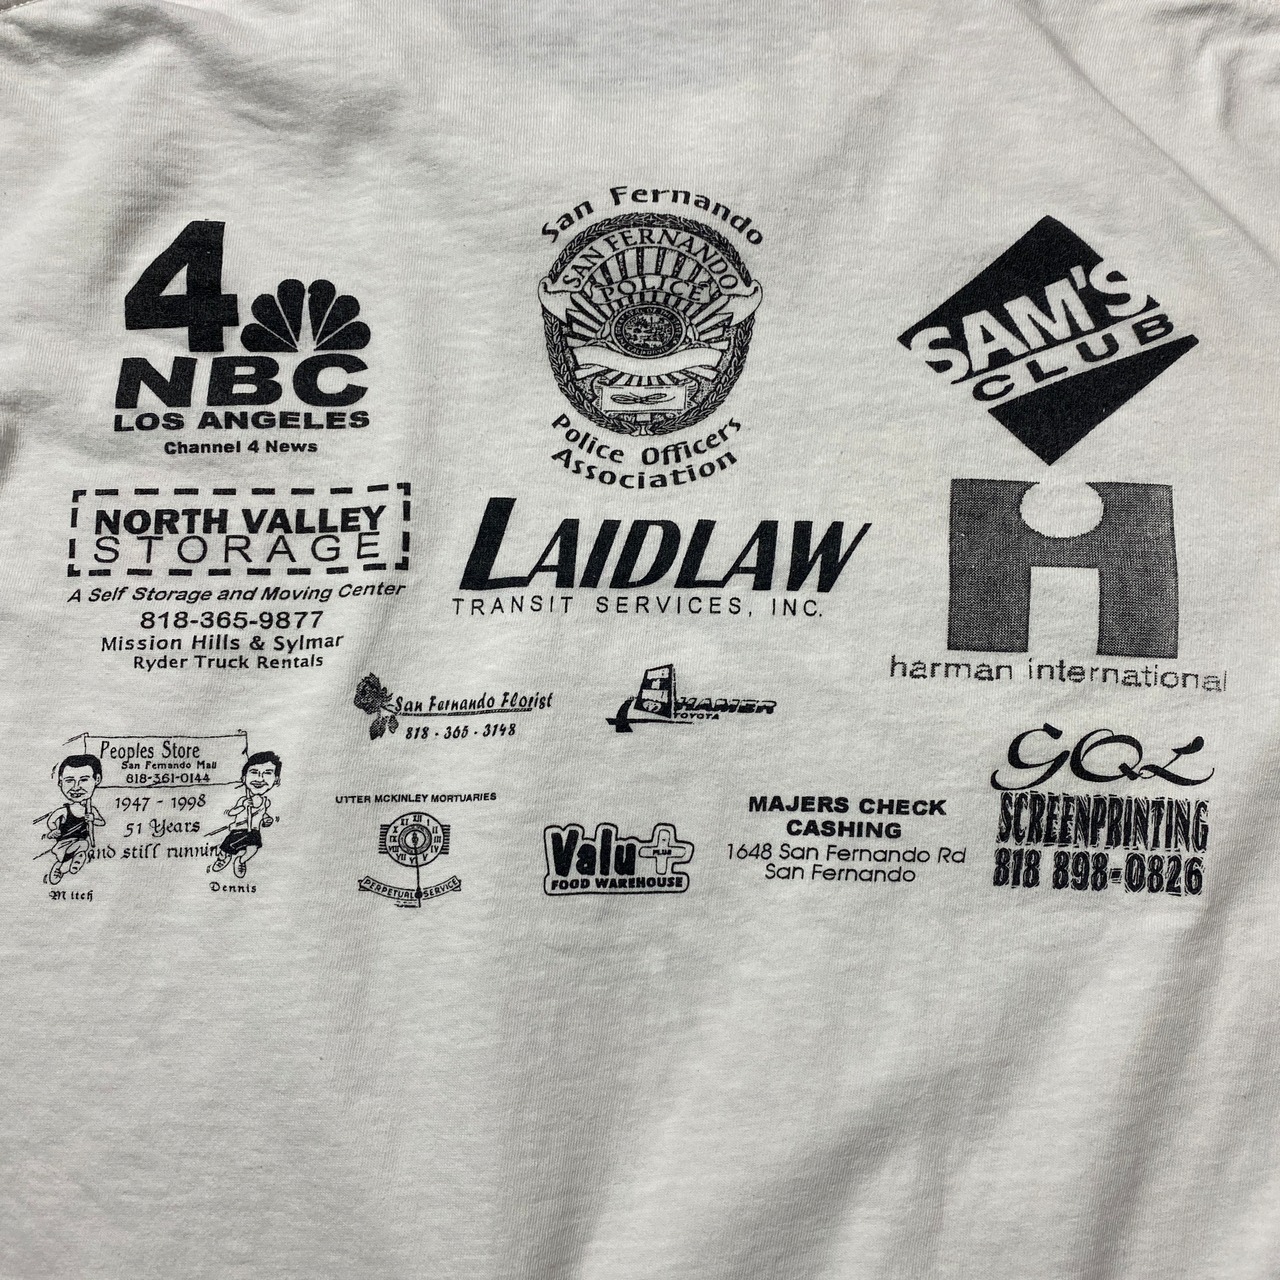 4
NBC
LOS ANGELES
Channel 4 News
San Fernando
SAN FERNANDO
POLICE
Police Officers
Association
SAM'S
CLUB
NORTH VALLEY
STORAGE
A Self Storage and Moving Center
818-365-9877
Mission Hills & Sylmar
Ryder Truck Rentals
LAIDLAW
TRANSIT SERVICES, INC.
harman international
San Fernando Florist
818 - 365 - 3148
HAMER
TOYOTA
Peoples Store
San Fernando Mall
818-361-0144
1947 - 1998
51 Years
and still running
Mitch
Dennis
UTTER MCKINLEY MORTUARIES
PERPETUAL SERVICE
Valu+
PLUS
FOOD WAREHOUSE
MAJERS CHECK
CASHING
1648 San Fernando Rd
San Fernando
GQL
SCREENPRINTING
818 898-0826